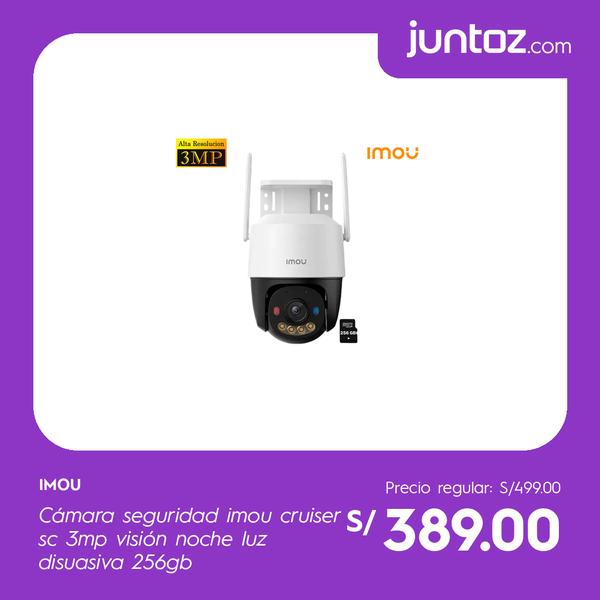 juntoz.com
Alta Resolucion
3MP
imou
imou
256 GB
IMOU
Cámara seguridad imou cruiser
sc 3mp visión noche luz
disuasiva 256gb
Precio regular: S/499.00
S/ 389.00